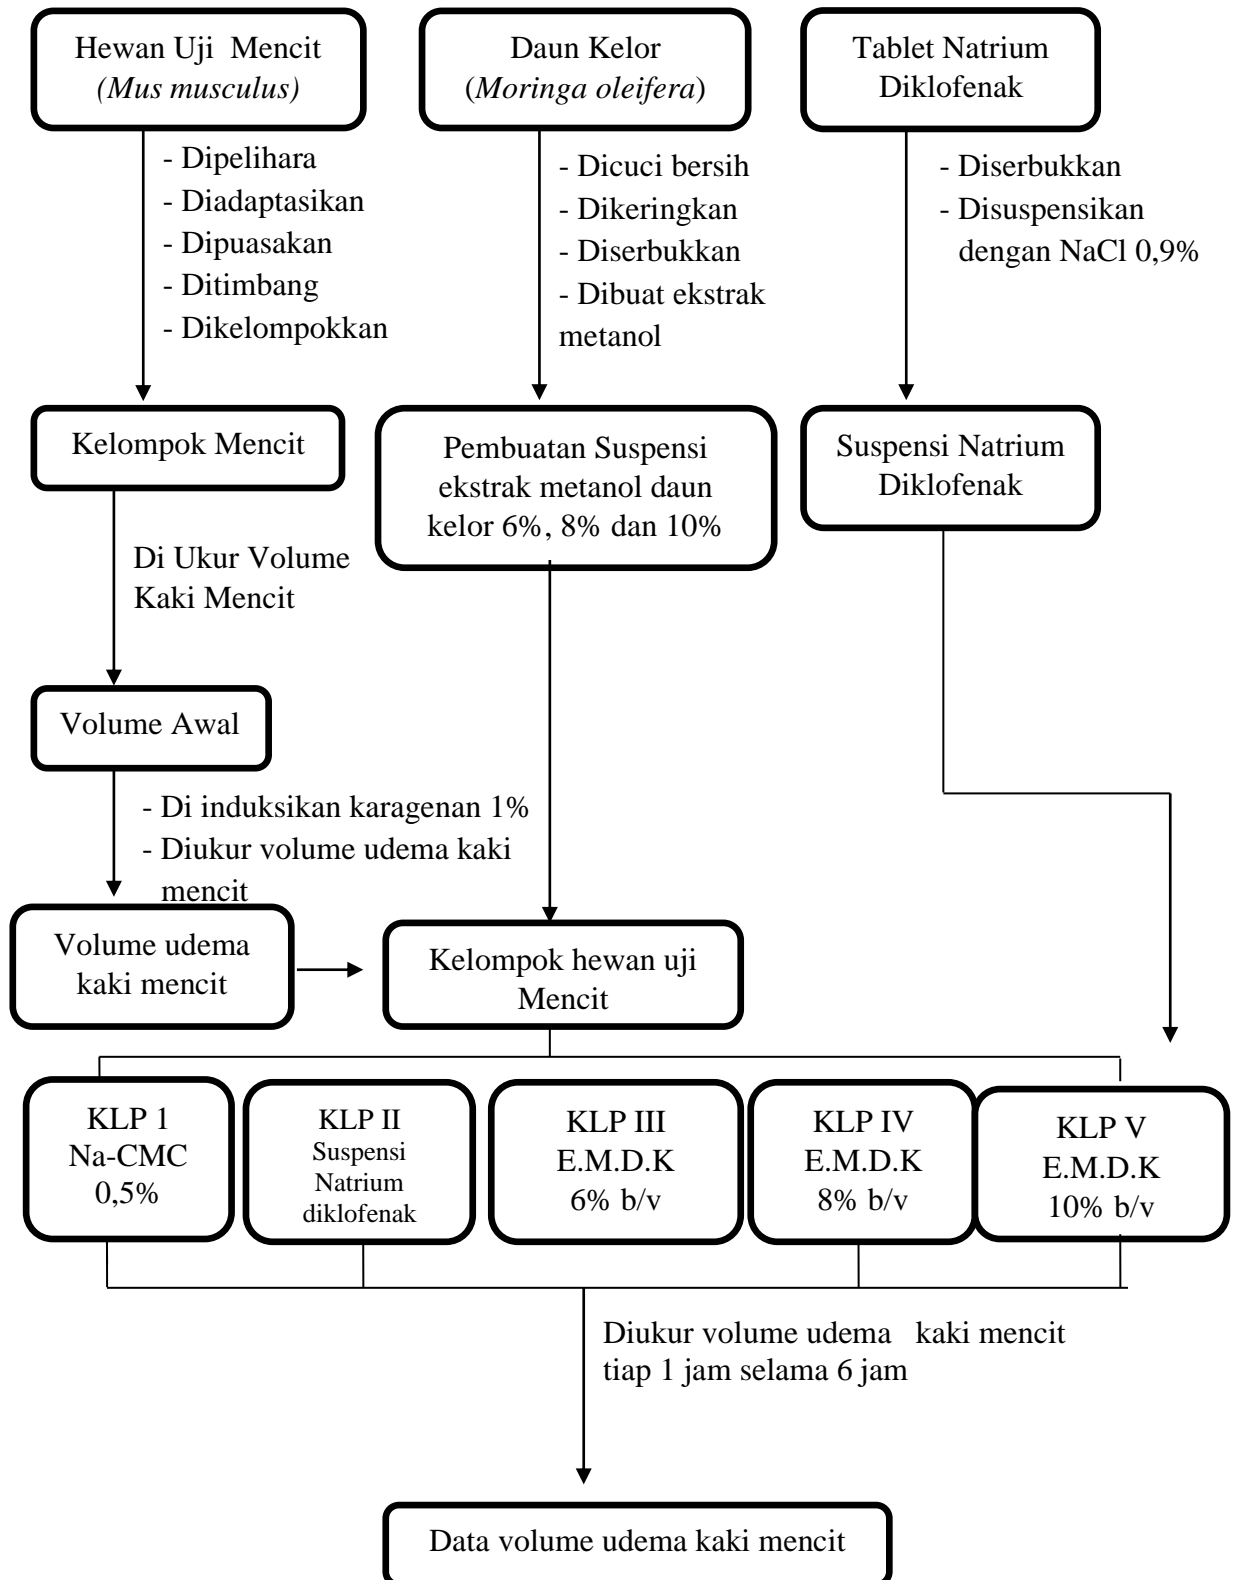 Hewan Uji  Mencit
(Mus musculus)
Daun Kelor
(Moringa oleifera)
Tablet Natrium
Diklofenak
- Dipelihara
- Diadaptasikan
- Dipuasakan
- Ditimbang
- Dikelompokkan
- Dicuci bersih
- Dikeringkan
- Diserbukkan
- Dibuat ekstrak
metanol
- Diserbukkan
- Disuspensikan
dengan NaCl 0,9%
Kelompok Mencit
Pembuatan Suspensi
ekstrak metanol daun
kelor 6%, 8% dan 10%
Suspensi Natrium
Diklofenak
Di Ukur Volume
Kaki Mencit
Volume Awal
- Di induksikan karagenan 1%
- Diukur volume udema kaki
mencit
Volume udema
kaki mencit
Kelompok hewan uji
Mencit
KLP 1
Na-CMC
0,5%
KLP II
Suspensi
Natrium
diklofenak
KLP III
E.M.D.K
6% b/v
KLP IV
E.M.D.K
8% b/v
KLP V
E.M.D.K
10% b/v
Diukur volume udema   kaki mencit
tiap 1 jam selama 6 jam
Data volume udema kaki mencit